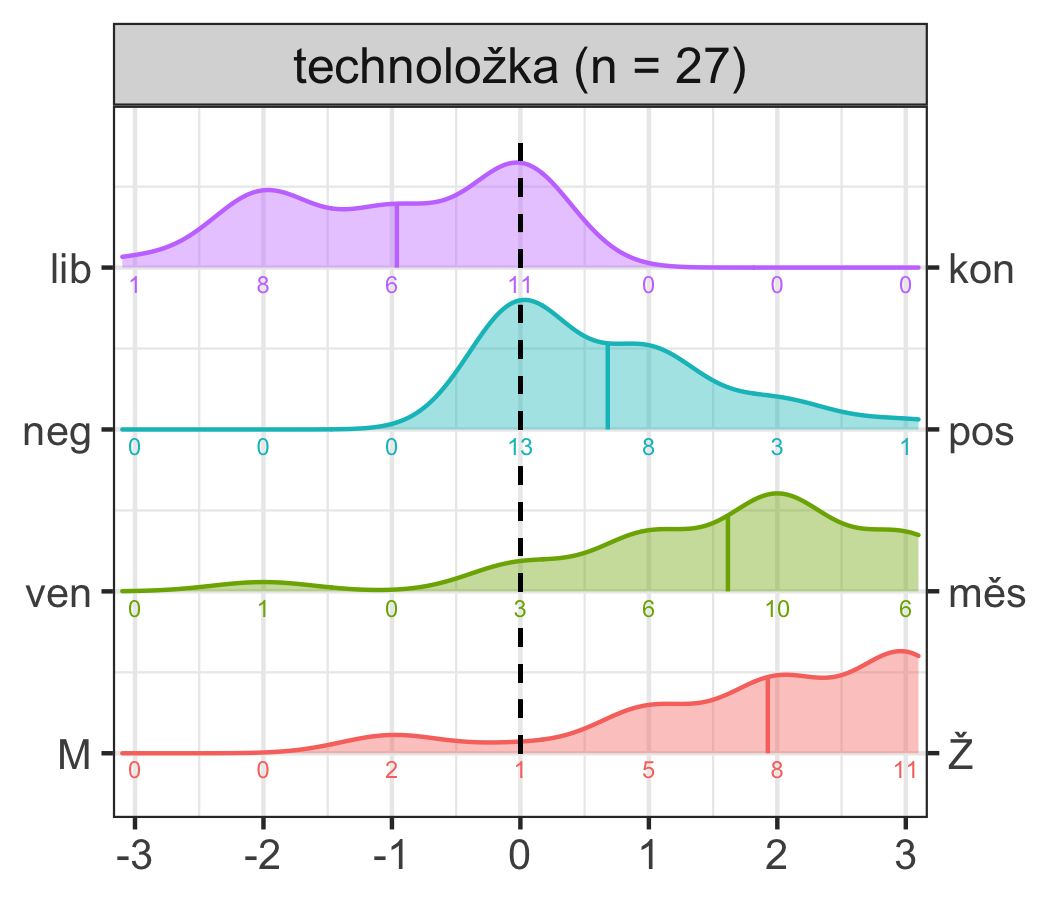 technoložka (n = 27)
lib kon
1 8 6 11 0 0 0
neg pos
0 0 0 13 8 3 1
ven měs
0 1 0 3 6 10 6
M Ž
0 0 2 1 5 8 11
-3 -2 -1 0 1 2 3